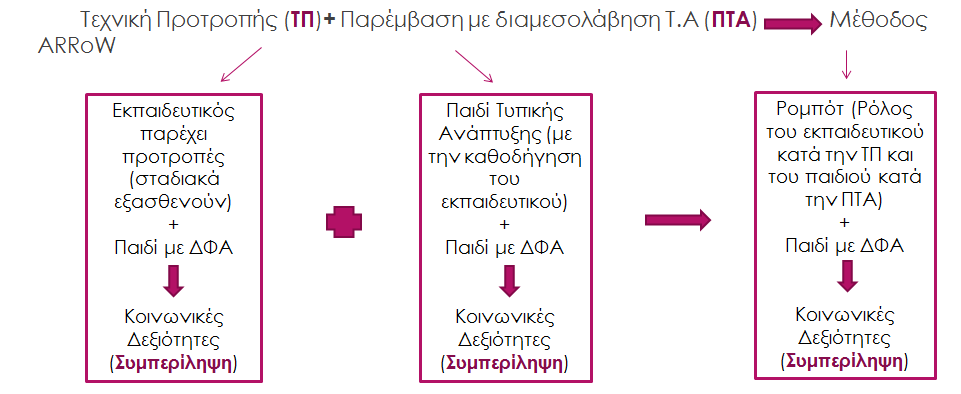 Τεχνική Προτροπής (ΤΠ)+ Παρέμβαση με διαμεσολάβηση Τ.Α (ΠΤΑ) Μέθοδος
ARRoW
Εκπαιδευτικός
παρέχει
προτροπές
(σταδιακά
εξασθενούν)
+
Παιδί με ΔΦΑ
Κοινωνικές
Δεξιότητες
(Συμπερίληψη)
Παιδί Τυπικής
Ανάπτυξης (με
την καθοδήγηση
του
εκπαιδευτικού)
+
Παιδί με ΔΦΑ
Κοινωνικές
Δεξιότητες
(Συμπερίληψη)
Ρομπότ (Ρόλος
του εκπαιδευτικού
κατά την ΤΠ και
του παιδιού κατά
την ΠΤΑ)
+
Παιδί με ΔΦΑ
Κοινωνικές
Δεξιότητες
(Συμπερίληψη)